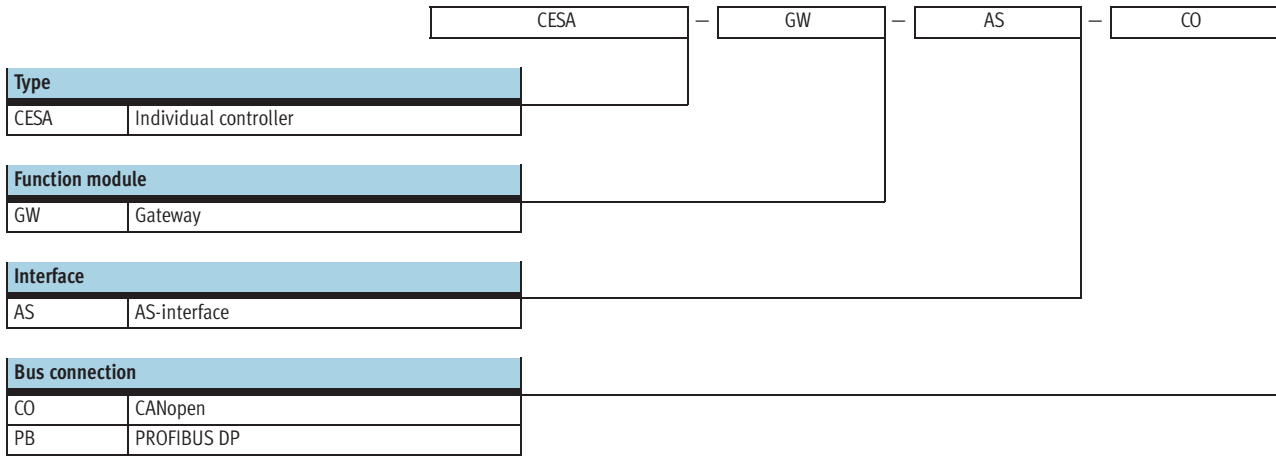 CESA — GW — AS — CO
Type
CESA Individual controller
Function module
GW Gateway
Interface
AS AS-interface
Bus connection
CO CANopen
PB PROFIBUS DP